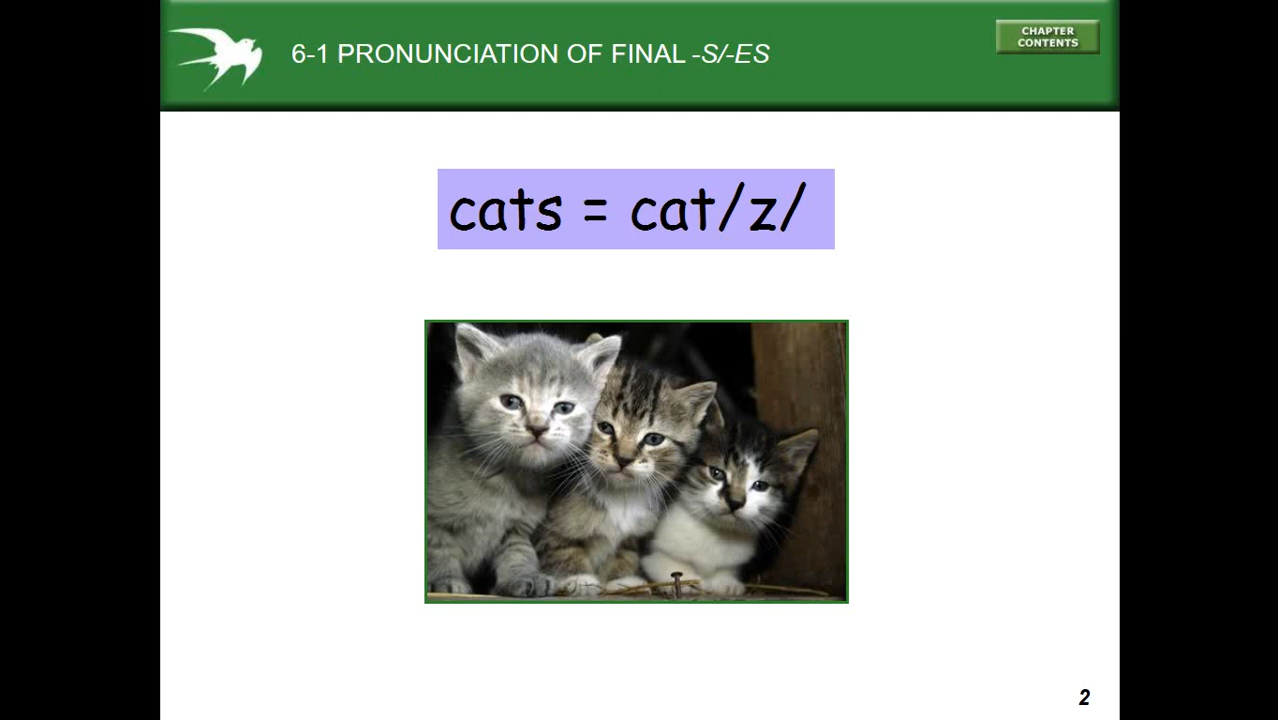 6-1 PRONUNCIATION OF FINAL -S/-ES
CHAPTER
CONTENTS
cats = cat/z/
2